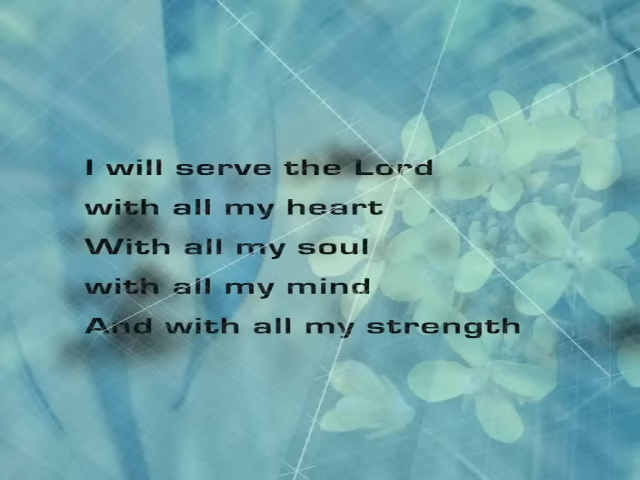 I will serve the Lord
with all my heart
With all my soul
with all my mind
And with all my strength